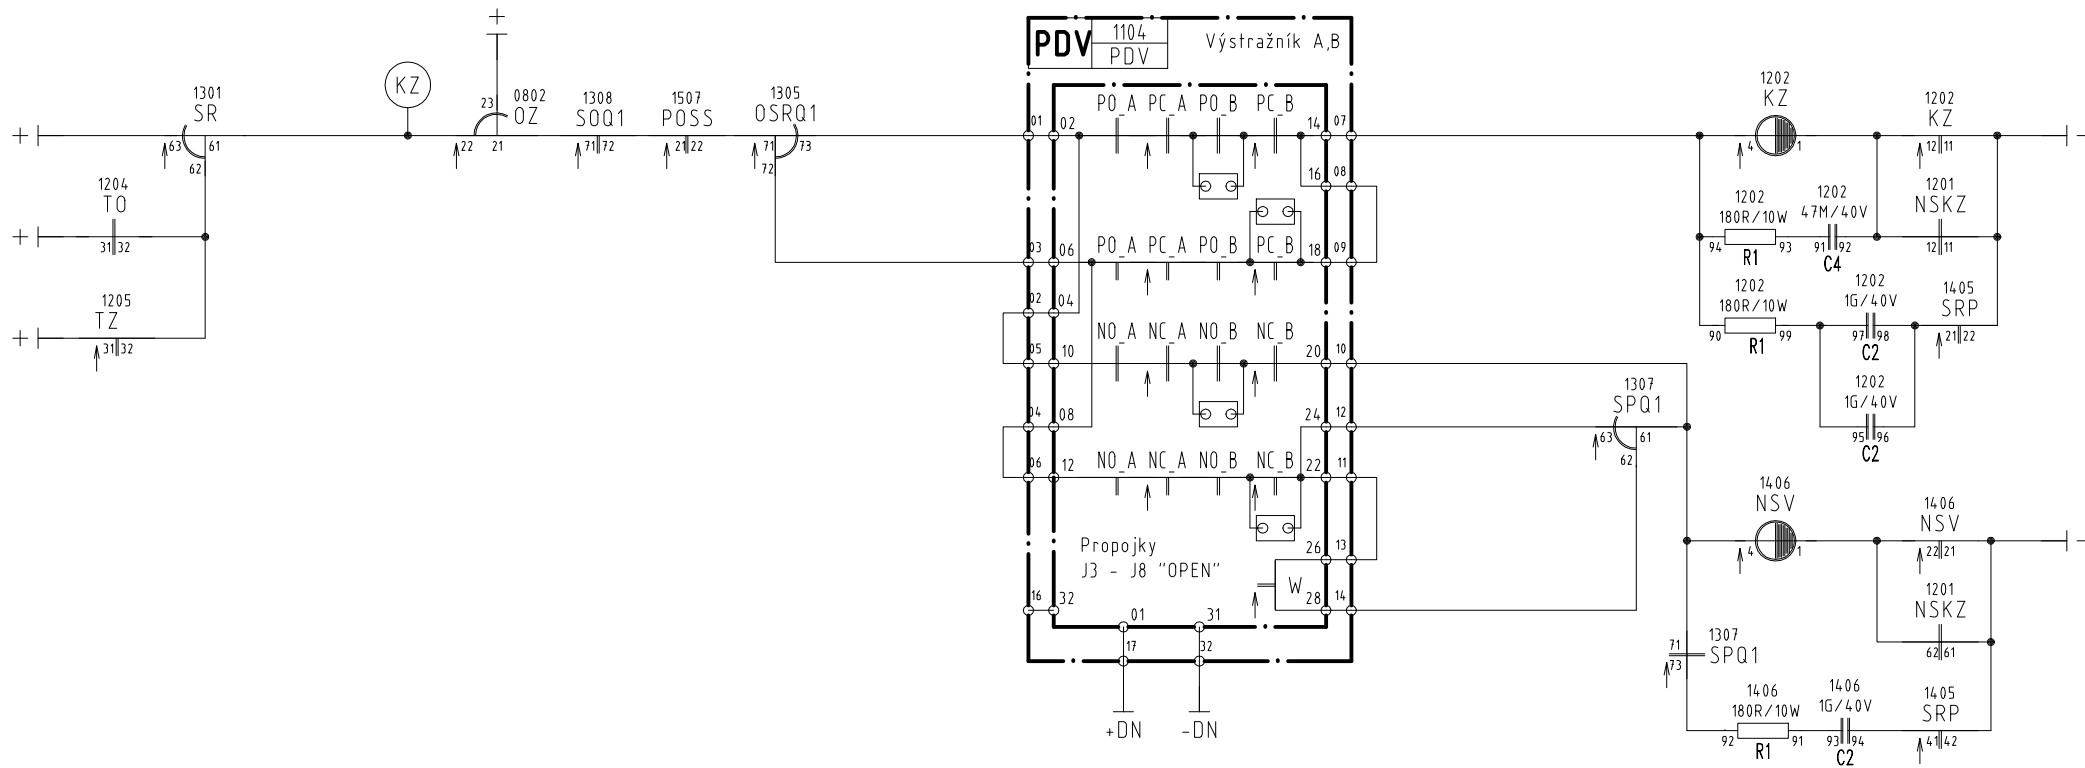 +
PDV
1104
PDV
Výstražník A,B
1301
SR
KZ
23
0802
OZ
1308
SOQ1
1507
POSS
1305
OSRQ1
PO_A PC_A PO_B PC_B
1202
KZ
1202
KZ
+
63
61
62
22
21
71
72
21
22
71
73
72
01
02
14
07
4
1
12
11
-
16
08
1204
TO
+
31
32
1202
180R/10W
94
93
R1
1202
47M/40V
91
92
C4
1201
NSKZ
12
11
PO_A PC_A PO_B PC_B
03
06
18
09
02
04
1205
TZ
+
31
32
1202
180R/10W
90
99
R1
1202
1G/40V
97
98
C2
1405
SRP
21
22
NO_A NC_A NO_B NC_B
05
10
20
10
1202
1G/40V
95
96
C2
04
08
24
12
1307
SPQ1
63
61
62
NO_A NC_A NO_B NC_B
06
12
22
11
1406
NSV
4
1
1406
NSV
22
21
-
Propojky
J3 - J8 "OPEN"
26
13
W
28
14
16
32
1201
NSKZ
62
61
01
31
17
32
+DN
-DN
71
73
1307
SPQ1
1406
180R/10W
92
91
R1
1406
1G/40V
93
94
C2
1405
SRP
41
42